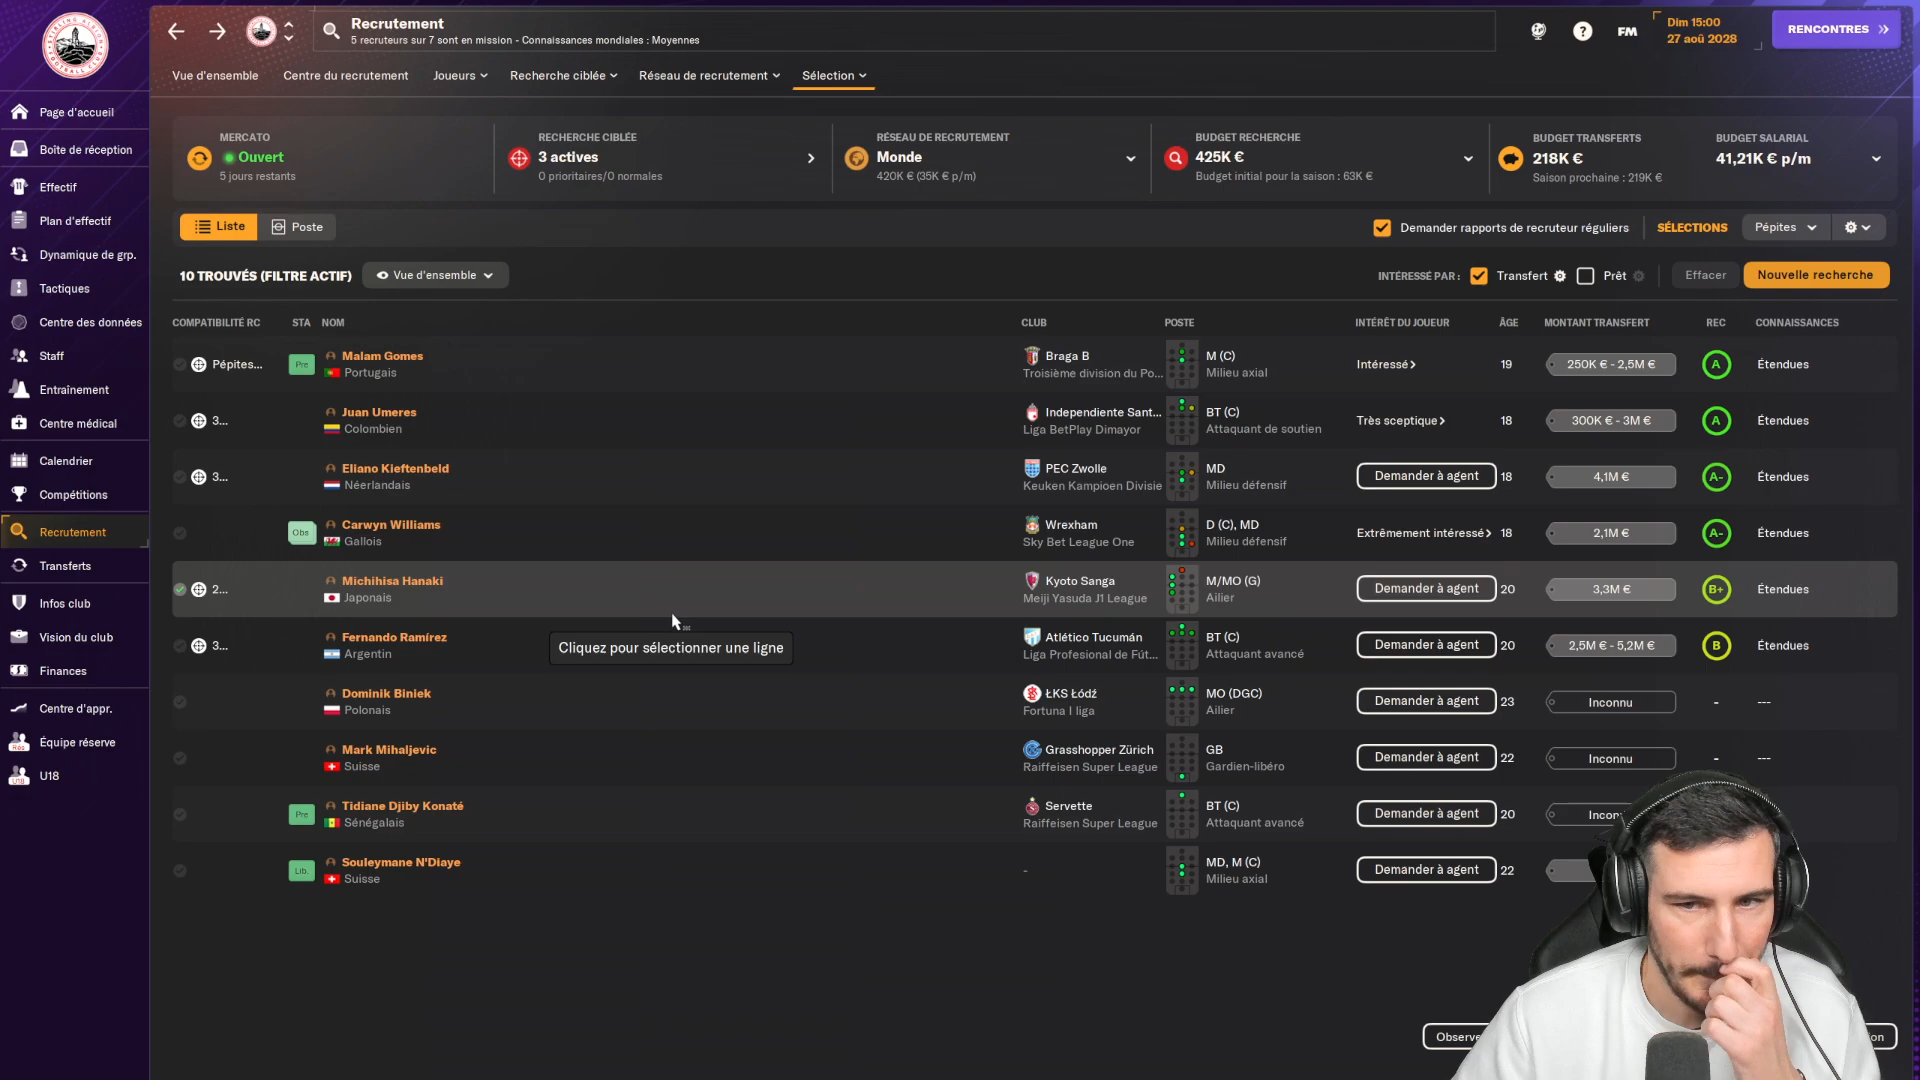 Recrutement
5 recruteurs sur 7 sont en mission - Connaissances mondiales : Moyennes
FM
Dim 15:00
27 aoû 2028
RENCONTRES
Vue d'ensemble
Centre du recrutement
Joueurs
Recherche ciblée
Réseau de recrutement
Sélection
Page d'accueil
Boîte de réception
Effectif
Plan d'effectif
Dynamique de grp.
Tactiques
Centre des données
Staff
Entraînement
Centre médical
Calendrier
Compétitions
Recrutement
Transferts
Infos club
Vision du club
Finances
Centre d'appr.
Équipe réserve
U18
MERCATO
Ouvert
5 jours restants
RECHERCHE CIBLÉE
3 actives
0 prioritaires/0 normales
RÉSEAU DE RECRUTEMENT
Monde
420K € (35K € p/m)
BUDGET RECHERCHE
425K €
Budget initial pour la saison : 63K €
BUDGET TRANSFERTS
218K €
Saison prochaine : 219K €
BUDGET SALARIAL
41,21K € p/m
Liste
Poste
Demander rapports de recruteur réguliers
SÉLECTIONS
Pépites
10 TROUVÉS (FILTRE ACTIF)
Vue d'ensemble
INTÉRESSÉ PAR :
Transfert
Prêt
Effacer
Nouvelle recherche
COMPATIBILITÉ RC STA NOM CLUB POSTE INTÉRÊT DU JOUEUR ÂGE MONTANT TRANSFERT REC CONNAISSANCES
Pépites... Pre Malam Gomes Braga B M (C) Intéressé 19 250K € - 2,5M € A Étendues
Portugais Troisième division du Po... Milieu axial
3... Juan Umeres Independiente Sant... BT (C) Très sceptique 18 300K € - 3M € A Étendues
Colombien Liga BetPlay Dimayor Attaquant de soutien
3... Eliano Kieftenbeld PEC Zwolle MD Demander à agent 18 4,1M € A- Étendues
Néerlandais Keuken Kampioen Divisie Milieu défensif
Obs Carwyn Williams Wrexham D (C), MD Extrêmement intéressé 18 2,1M € A- Étendues
Gallois Sky Bet League One Milieu défensif
2... Michihisa Hanaki Kyoto Sanga M/MO (G) Demander à agent 20 3,3M € B+ Étendues
Japonais Meiji Yasuda J1 League Ailier
3... Fernando Ramírez Atlético Tucumán BT (C) Demander à agent 20 2,5M € - 5,2M € B Étendues
Argentin Liga Profesional de Fút... Attaquant avancé
Cliquez pour sélectionner une ligne
Dominik Biniek ŁKS Łódź MO (DGC) Demander à agent 23 Inconnu - ---
Polonais Fortuna I liga Ailier
Mark Mihaljevic Grasshopper Zürich GB Demander à agent 22 Inconnu - ---
Suisse Raiffeisen Super League Gardien-libéro
Pre Tidiane Djiby Konaté Servette BT (C) Demander à agent 20
Sénégalais Raiffeisen Super League Attaquant avancé
Lib. Souleymane N'Diaye - MD, M (C) Demander à agent 22
Suisse Milieu axial